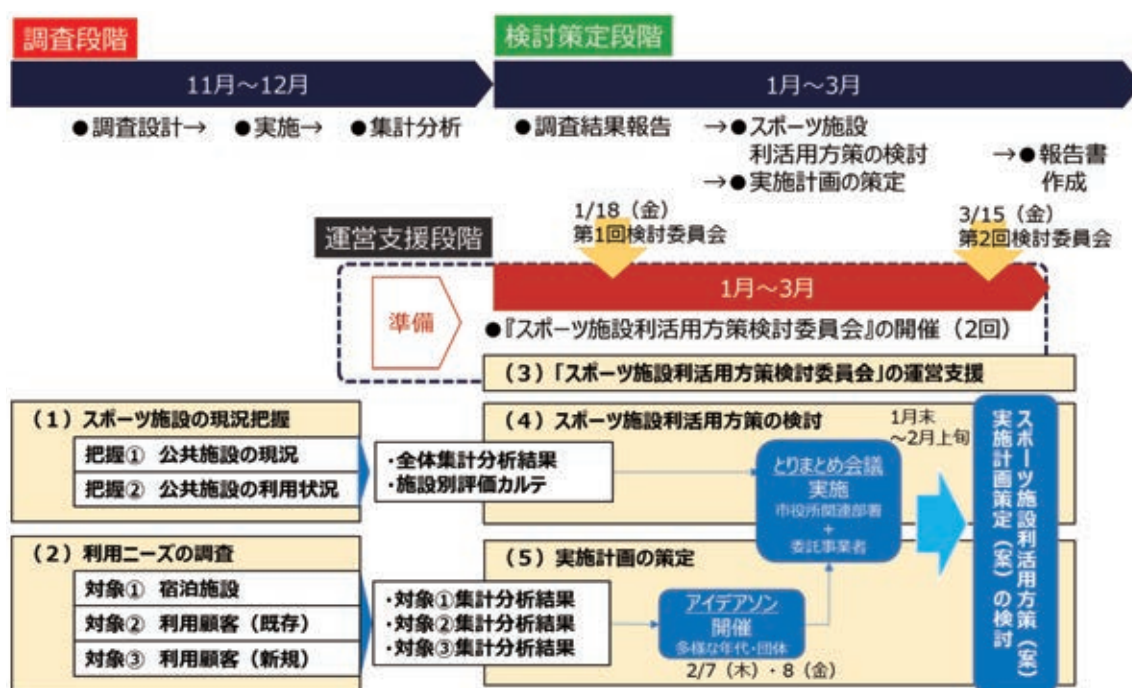 調査段階
検討策定段階
11月～12月
1月～3月
●調査設計→ ●実施→ ●集計分析
●調査結果報告 →●スポーツ施設
利活用方策の検討
→●実施計画の策定
→●報告書
作成
1/18（金）
第1回検討委員会
3/15（金）
第2回検討委員会
運営支援段階
準備
1月～3月
●『スポーツ施設利活用方策検討委員会』の開催（2回）
（3）「スポーツ施設利活用方策検討委員会」の運営支援
（1）スポーツ施設の現況把握
把握① 公共施設の現況
把握② 公共施設の利用状況
・全体集計分析結果
・施設別評価カルテ
（4）スポーツ施設利活用方策の検討
1月末
～2月上旬
とりまとめ会議
実施
市役所関連部署
+
委託事業者
（2）利用ニーズの調査
対象① 宿泊施設
対象② 利用顧客（既存）
対象③ 利用顧客（新規）
・対象①集計分析結果
・対象②集計分析結果
・対象③集計分析結果
（5）実施計画の策定
アイデアソン
開催
多様な年代・団体
2/7（木）・8（金）
スポーツ施設利活用方策（案）
実施計画策定（案）の検討